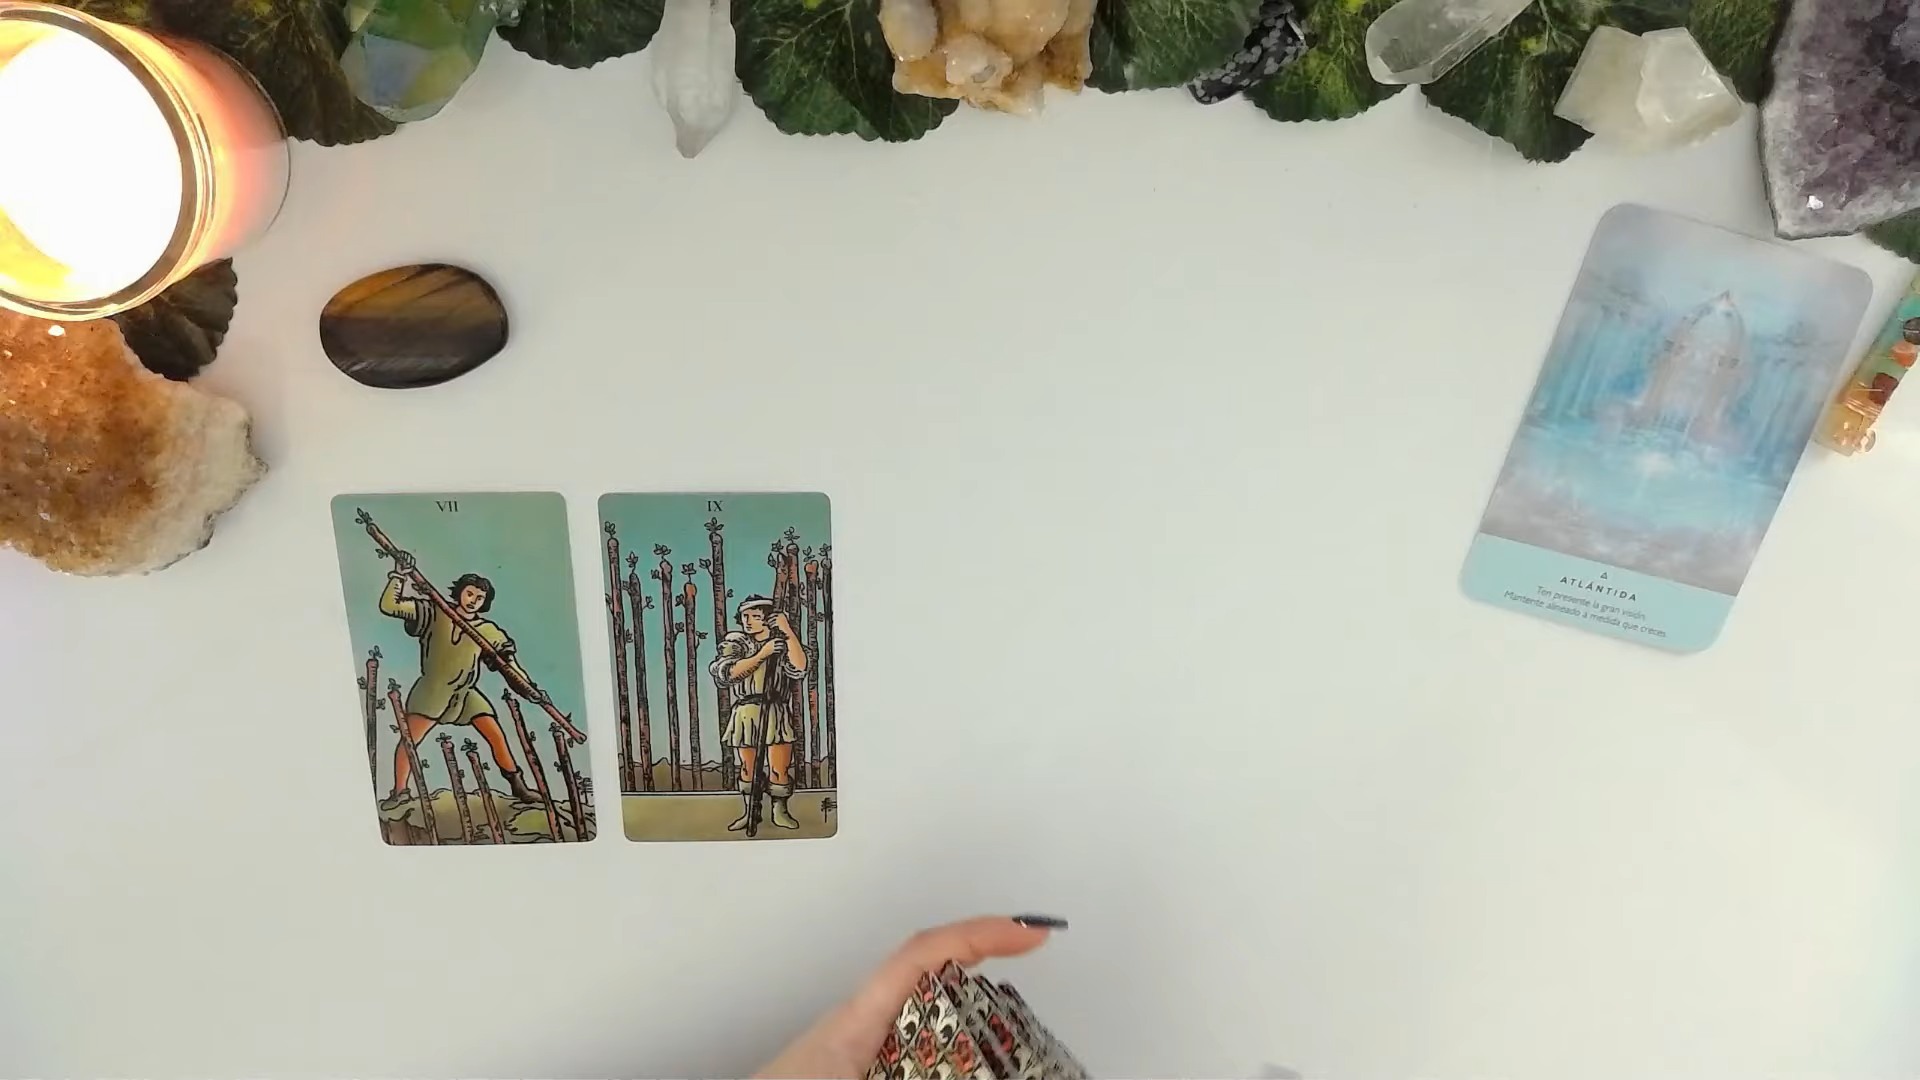 VII
IX
ATLÁNTIDA
Ten presente la gran visión.
Mantente alineado a medida que creces.